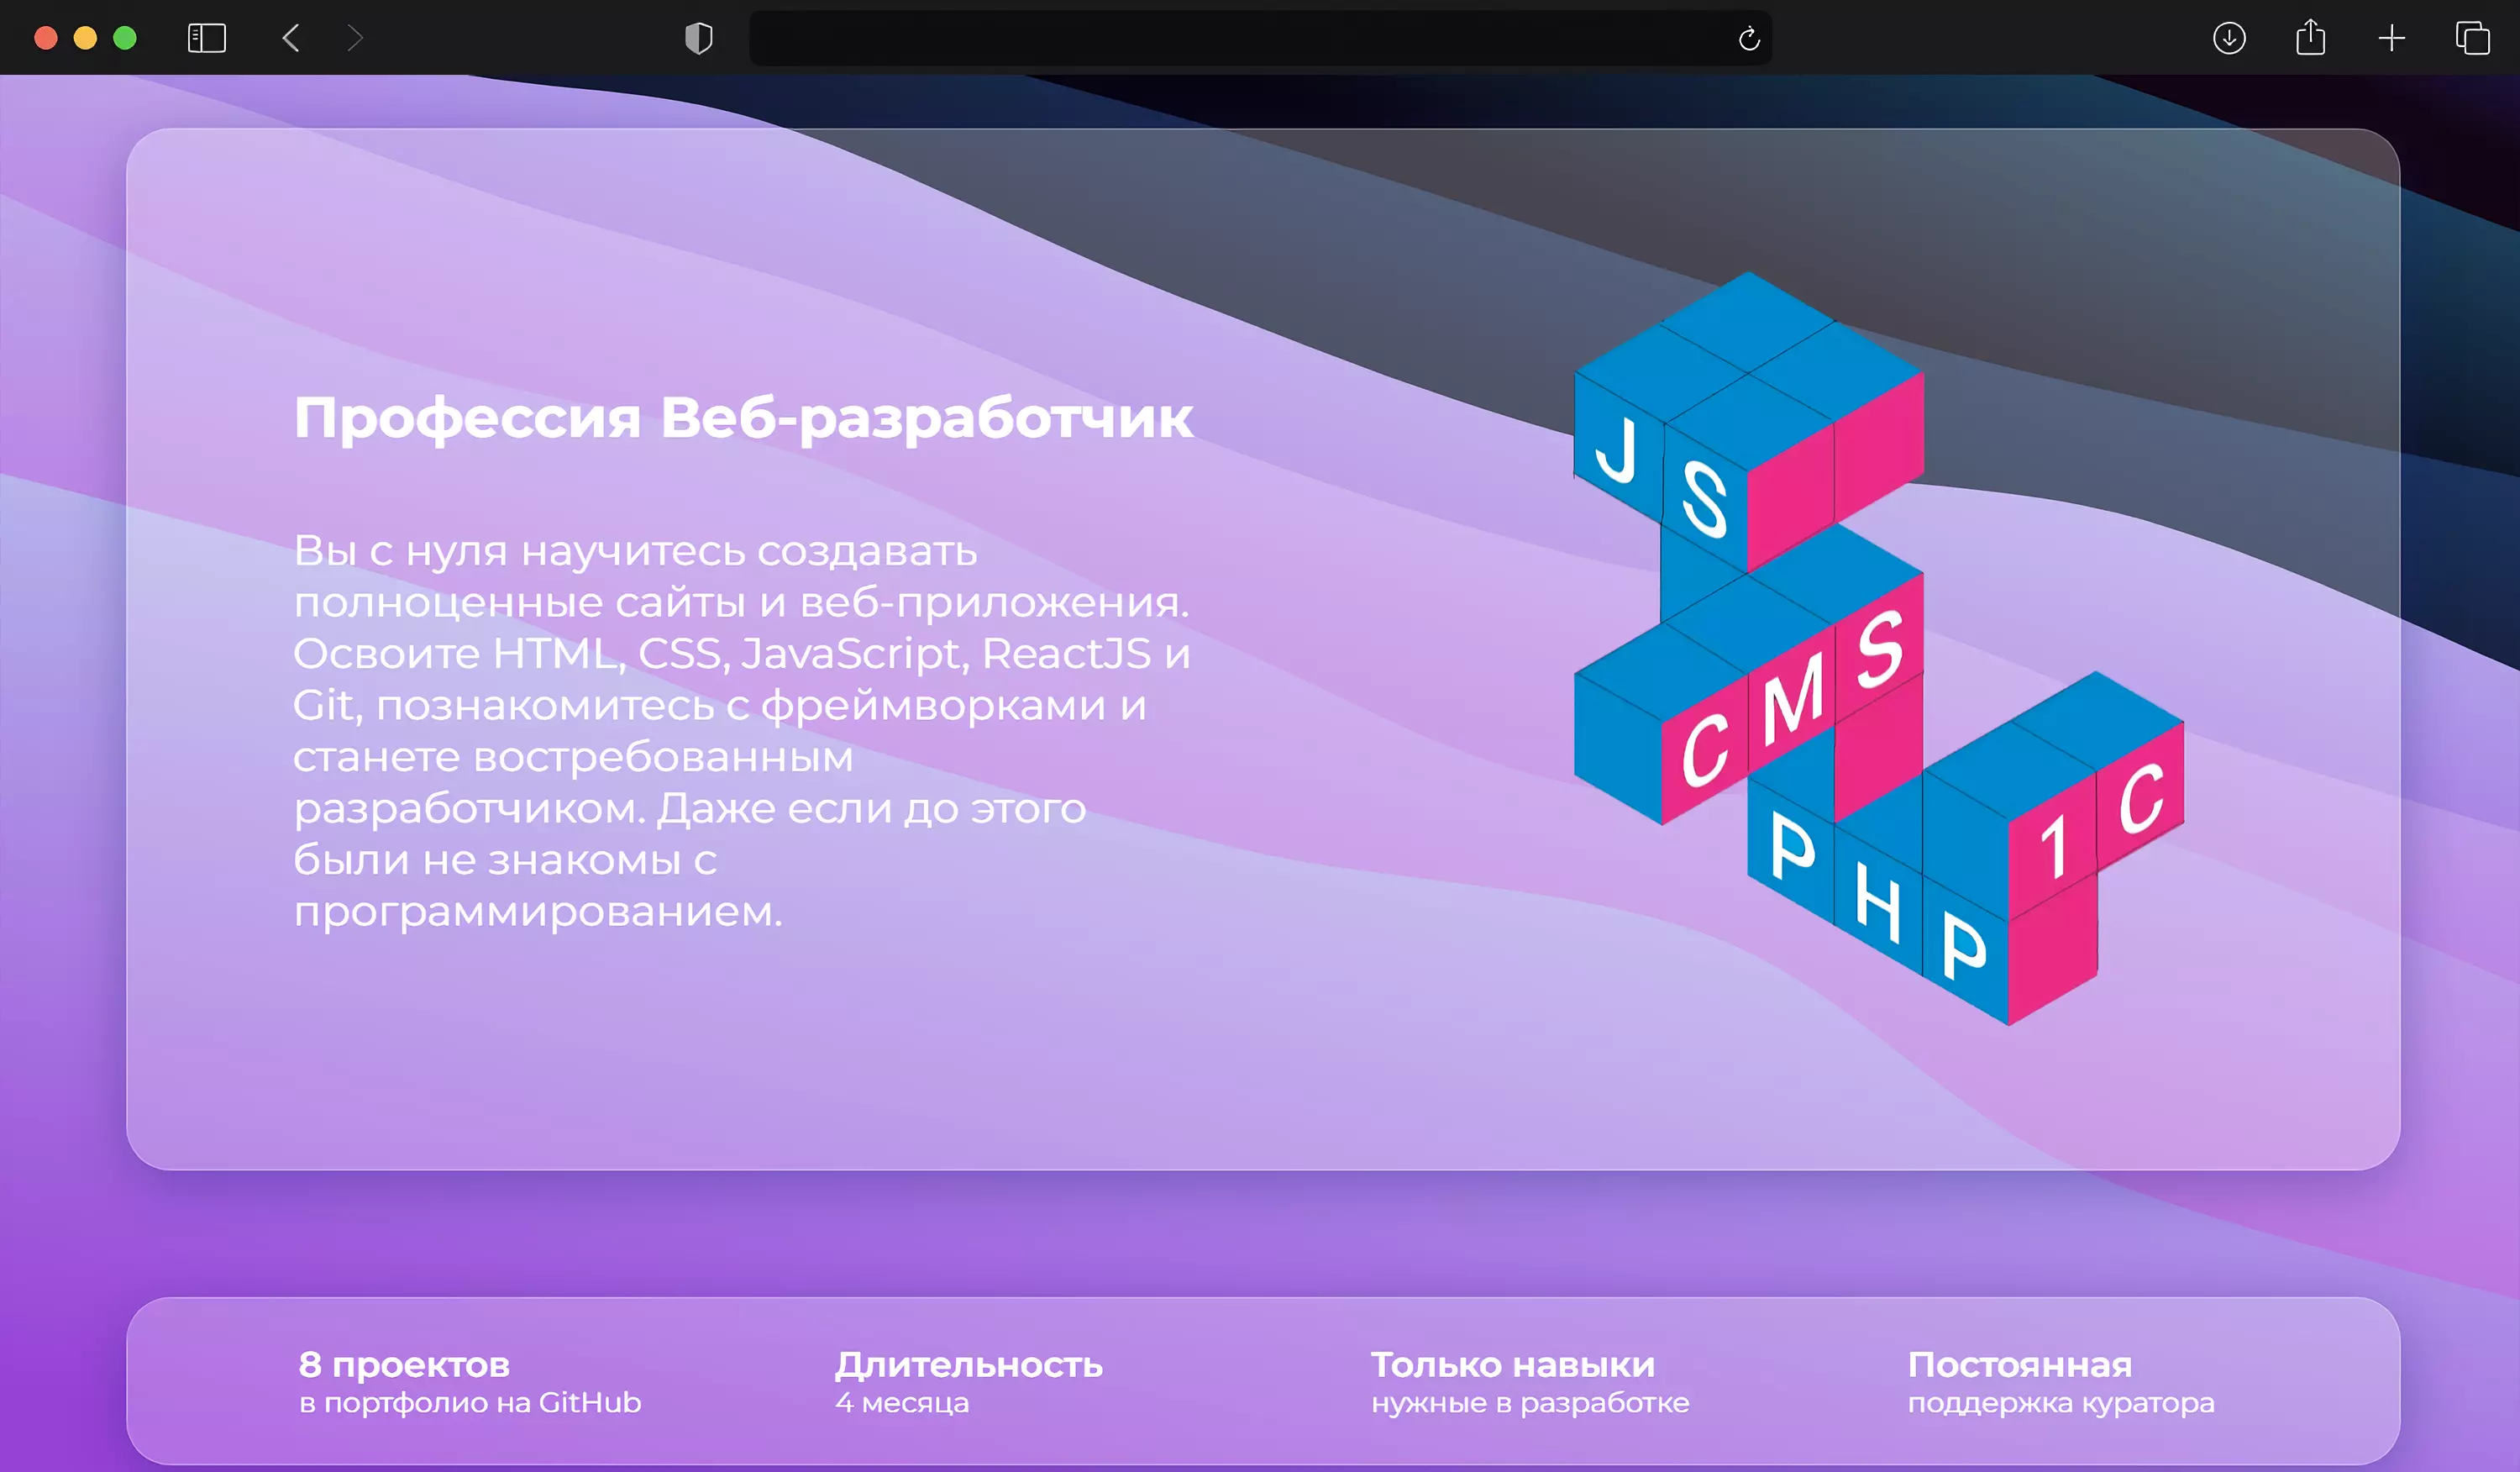 Профессия Веб-разработчик
Вы с нуля научитесь создавать
полноценные сайты и веб-приложения.
Освоите HTML, CSS, JavaScript, ReactJS и
Git, познакомитесь с фреймворками и
станете востребованным
разработчиком. Даже если до этого
были не знакомы с
программированием.
JS
CMS
1C
PHP
8 проектов
в портфолио на GitHub
Длительность
4 месяца
Только навыки
нужные в разработке
Постоянная
поддержка куратора